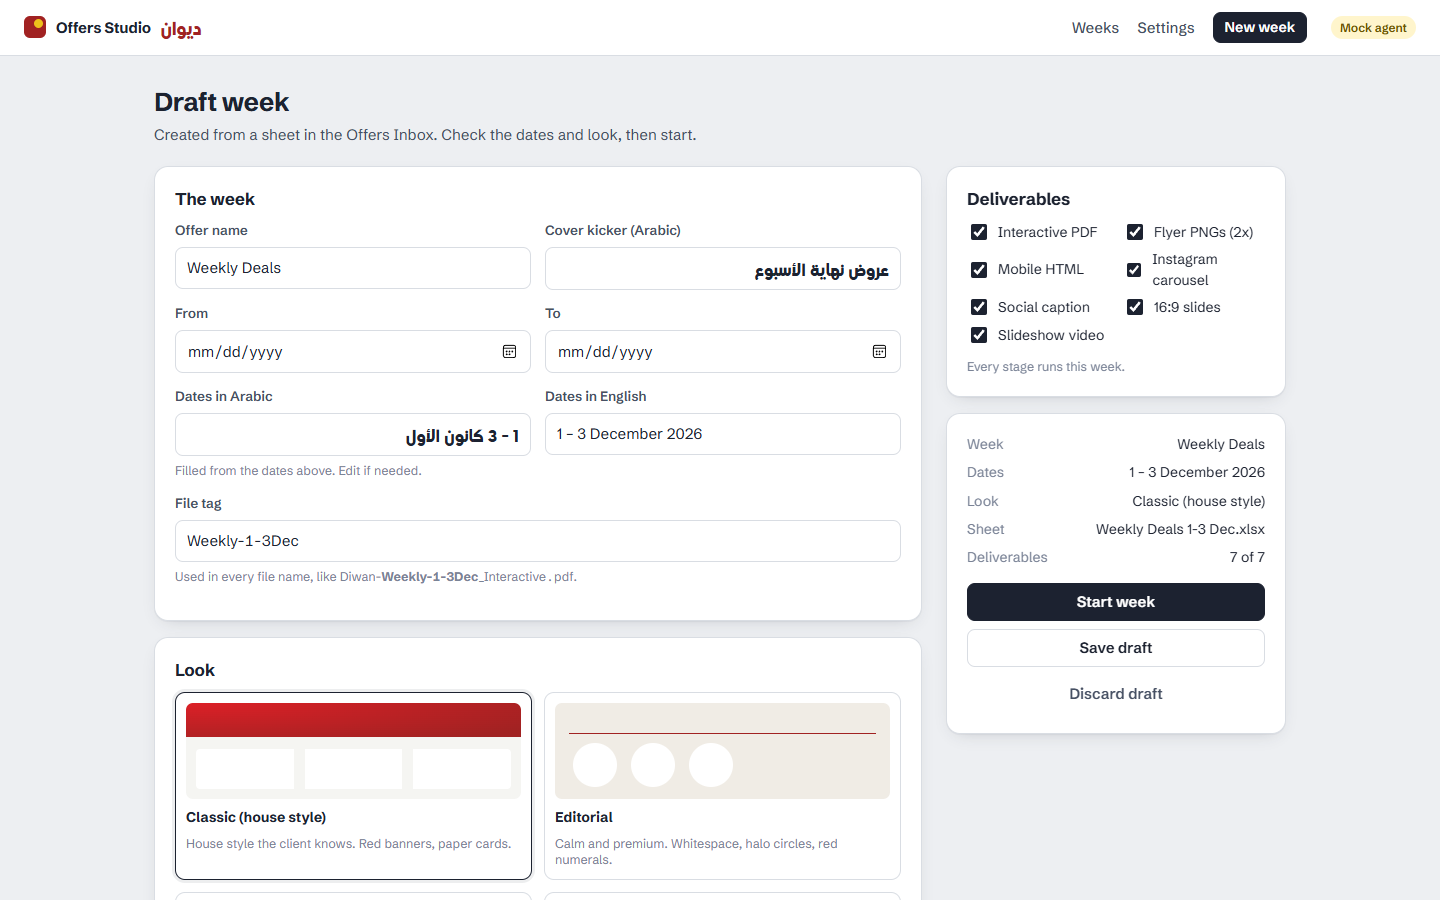 Offers Studio ديوان
Weeks
Settings
New week
Mock agent
Draft week
Created from a sheet in the Offers Inbox. Check the dates and look, then start.
The week
Offer name
Weekly Deals
Cover kicker (Arabic)
عروض نهاية الأسبوع
From
mm/dd/yyyy
To
mm/dd/yyyy
Dates in Arabic
1 - 3 كانون الأول
Dates in English
1 – 3 December 2026
Filled from the dates above. Edit if needed.
File tag
Weekly-1-3Dec
Used in every file name, like Diwan-Weekly-1-3Dec_Interactive.pdf.
Look
Classic (house style)
House style the client knows. Red banners, paper cards.
Editorial
Calm and premium. Whitespace, halo circles, red
numerals.
Deliverables
Interactive PDF
Flyer PNGs (2x)
Mobile HTML
Instagram
carousel
Social caption
16:9 slides
Slideshow video
Every stage runs this week.
Week Weekly Deals
Dates 1 – 3 December 2026
Look Classic (house style)
Sheet Weekly Deals 1-3 Dec.xlsx
Deliverables 7 of 7
Start week
Save draft
Discard draft